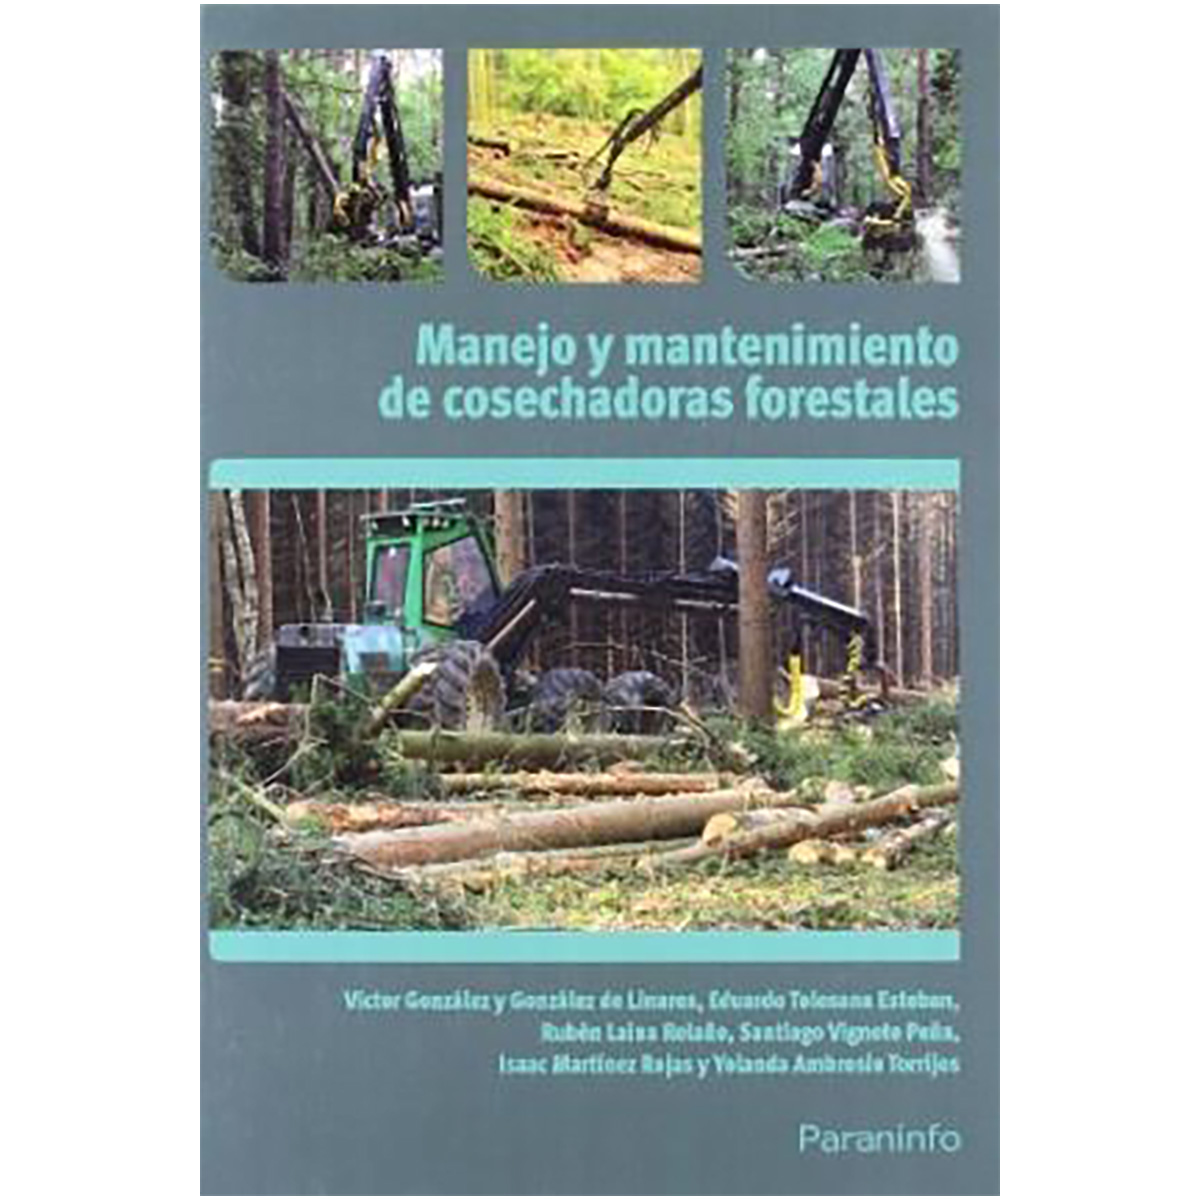 Manejo y mantenimiento
de cosechadoras forestales
Víctor González y González de Linares, Eduardo Tolosana Esteban,
Rubén Laina Relaño, Santiago Vignote Peña,
Isaac Martínez Rojas y Yolanda Ambrosio Torrijos
Paraninfo